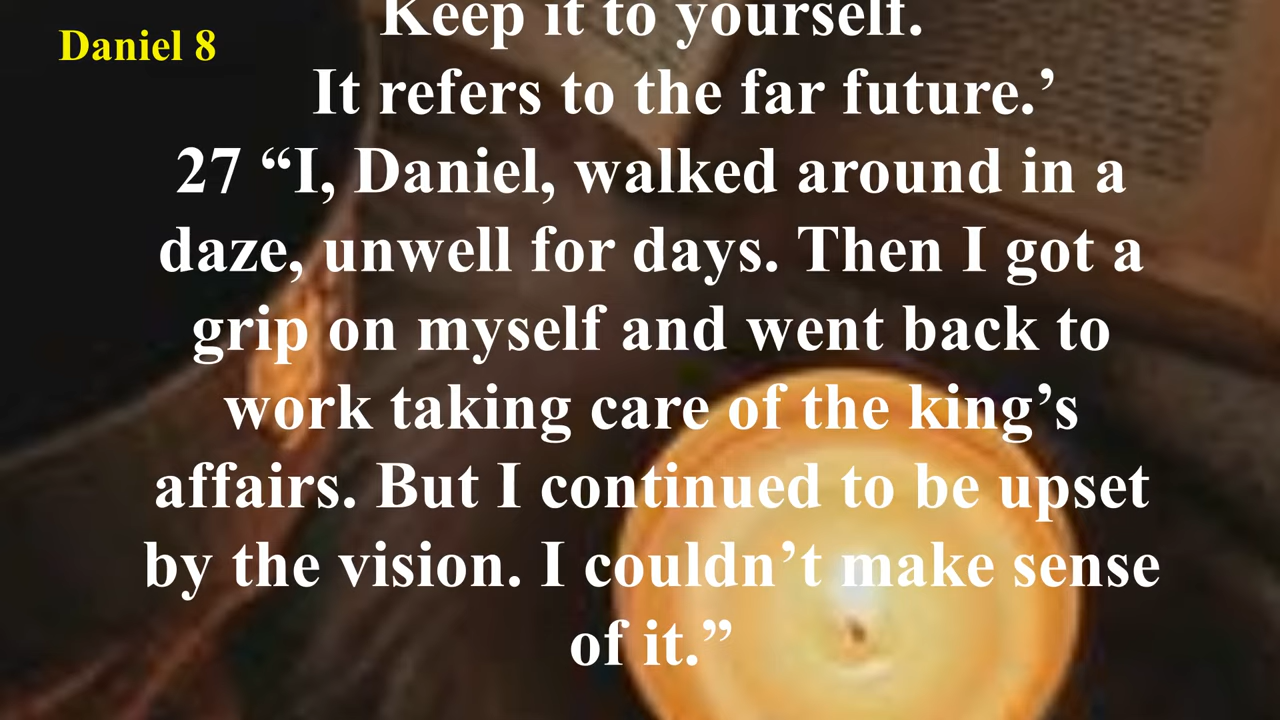 Daniel 8
Keep it to yourself.
It refers to the far future.’
27 “I, Daniel, walked around in a
daze, unwell for days. Then I got a
grip on myself and went back to
work taking care of the king’s
affairs. But I continued to be upset
by the vision. I couldn’t make sense
of it.”